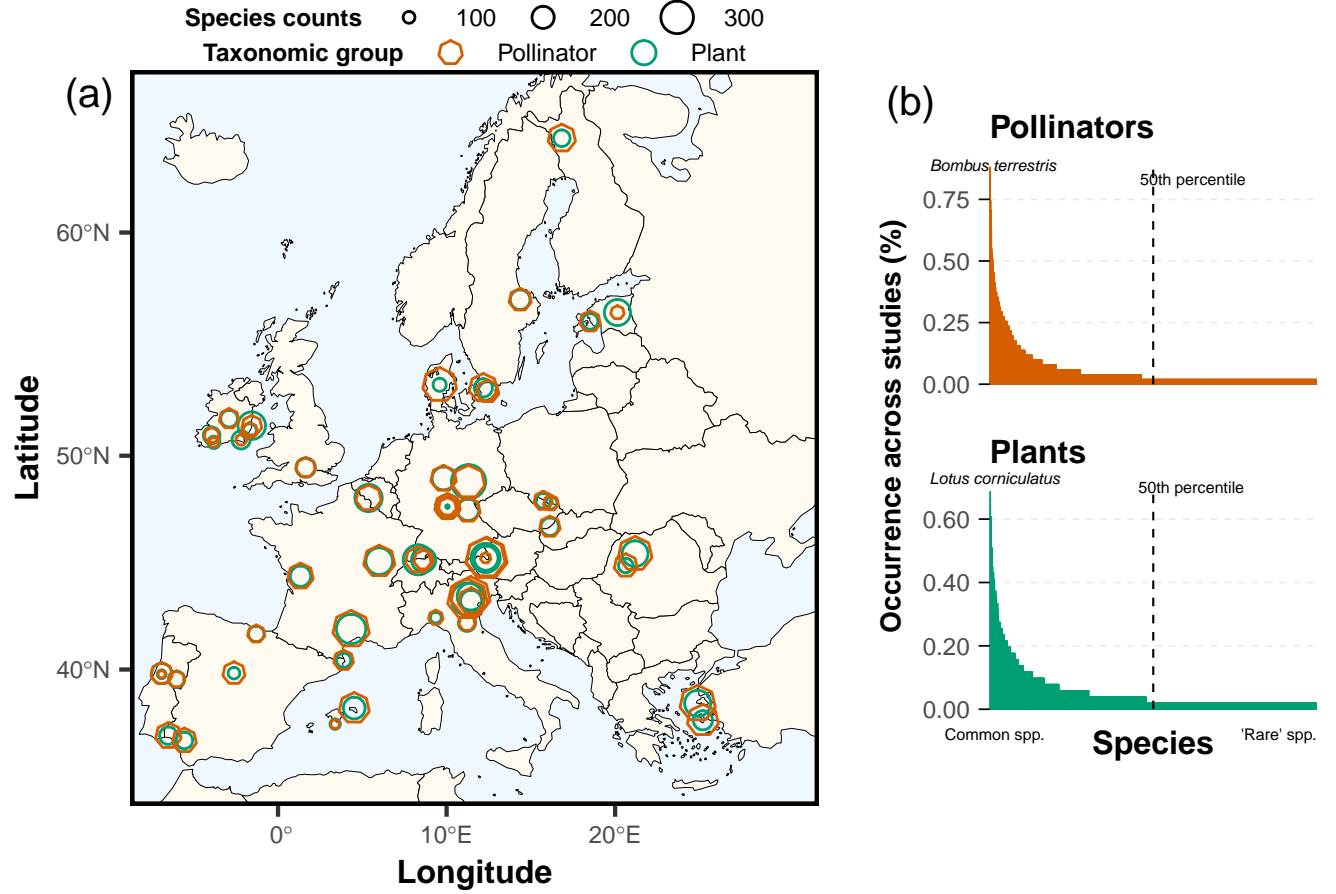 Species counts 100 200 300
Taxonomic group Pollinator Plant
(a)
60°N
50°N
40°N
Latitude
0°
10°E
20°E
Longitude
(b)
Pollinators
Bombus terrestris
50th percentile
0.75
0.50
0.25
0.00
Occurrence across studies (%)
Plants
Lotus corniculatus
50th percentile
0.60
0.40
0.20
0.00
Common spp.
Species
'Rare' spp.